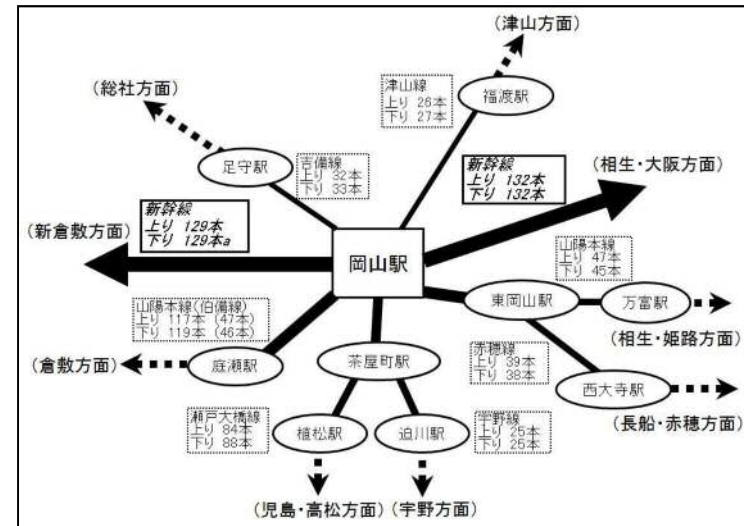 (津山方面)
津山線
上り 26本
下り 27本
福渡駅
(総社方面)
足守駅
吉備線
上り 32本
下り 33本
新幹線
上り 132本
下り 132本
(相生・大阪方面)
新幹線
上り 129本
下り 129本a
(新倉敷方面)
岡山駅
山陽本線
上り 47本
下り 45本
東岡山駅
万富駅
(相生・姫路方面)
山陽本線(伯備線)
上り 117本 (47本)
下り 119本 (46本)
(倉敷方面)
庭瀬駅
茶屋町駅
赤穂線
上り 39本
下り 38本
西大寺駅
(長船・赤穂方面)
瀬戸大橋線
上り 84本
下り 88本
植松駅
迫川駅
宇野線
上り 25本
下り 25本
(児島・高松方面)
(宇野方面)